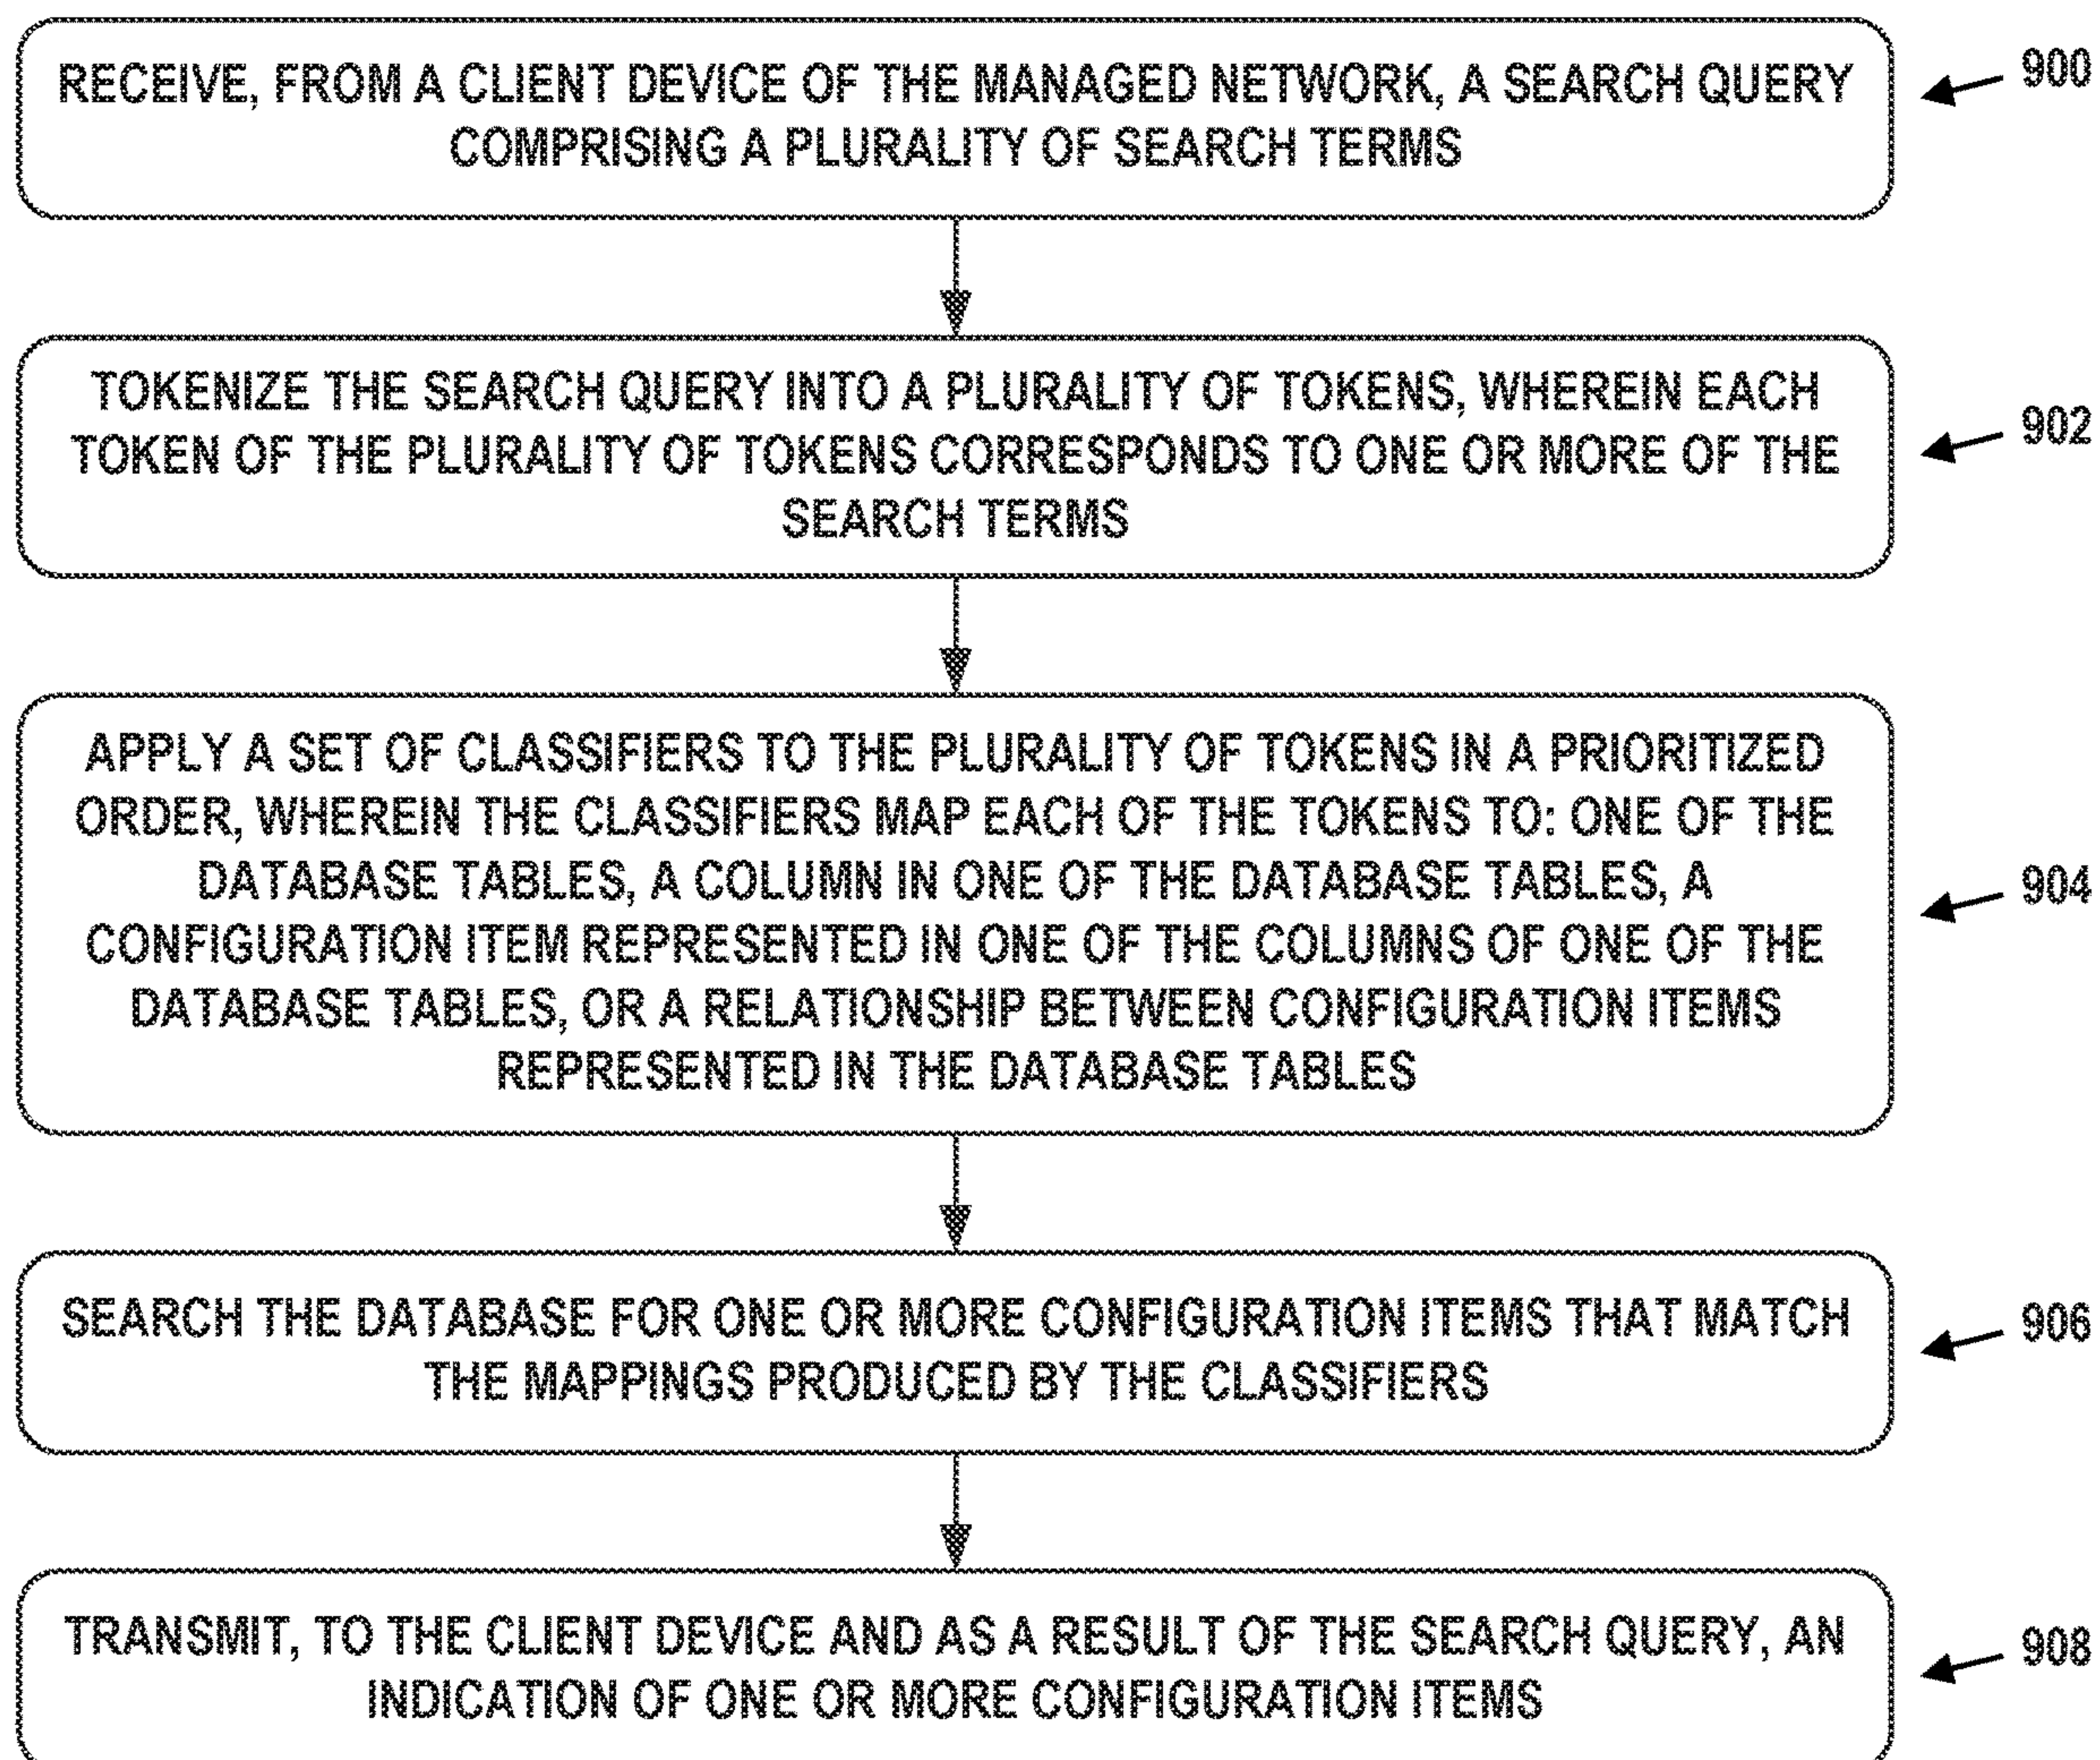 RECEIVE, FROM A CLIENT DEVICE OF THE MANAGED NETWORK, A SEARCH QUERY
COMPRISING A PLURALITY OF SEARCH TERMS
900
TOKENIZE THE SEARCH QUERY INTO A PLURALITY OF TOKENS, WHEREIN EACH
TOKEN OF THE PLURALITY OF TOKENS CORRESPONDS TO ONE OR MORE OF THE
SEARCH TERMS
902
APPLY A SET OF CLASSIFIERS TO THE PLURALITY OF TOKENS IN A PRIORITIZED
ORDER, WHEREIN THE CLASSIFIERS MAP EACH OF THE TOKENS TO: ONE OF THE
DATABASE TABLES, A COLUMN IN ONE OF THE DATABASE TABLES, A
CONFIGURATION ITEM REPRESENTED IN ONE OF THE COLUMNS OF ONE OF THE
DATABASE TABLES, OR A RELATIONSHIP BETWEEN CONFIGURATION ITEMS
REPRESENTED IN THE DATABASE TABLES
904
SEARCH THE DATABASE FOR ONE OR MORE CONFIGURATION ITEMS THAT MATCH
THE MAPPINGS PRODUCED BY THE CLASSIFIERS
906
TRANSMIT, TO THE CLIENT DEVICE AND AS A RESULT OF THE SEARCH QUERY, AN
INDICATION OF ONE OR MORE CONFIGURATION ITEMS
908